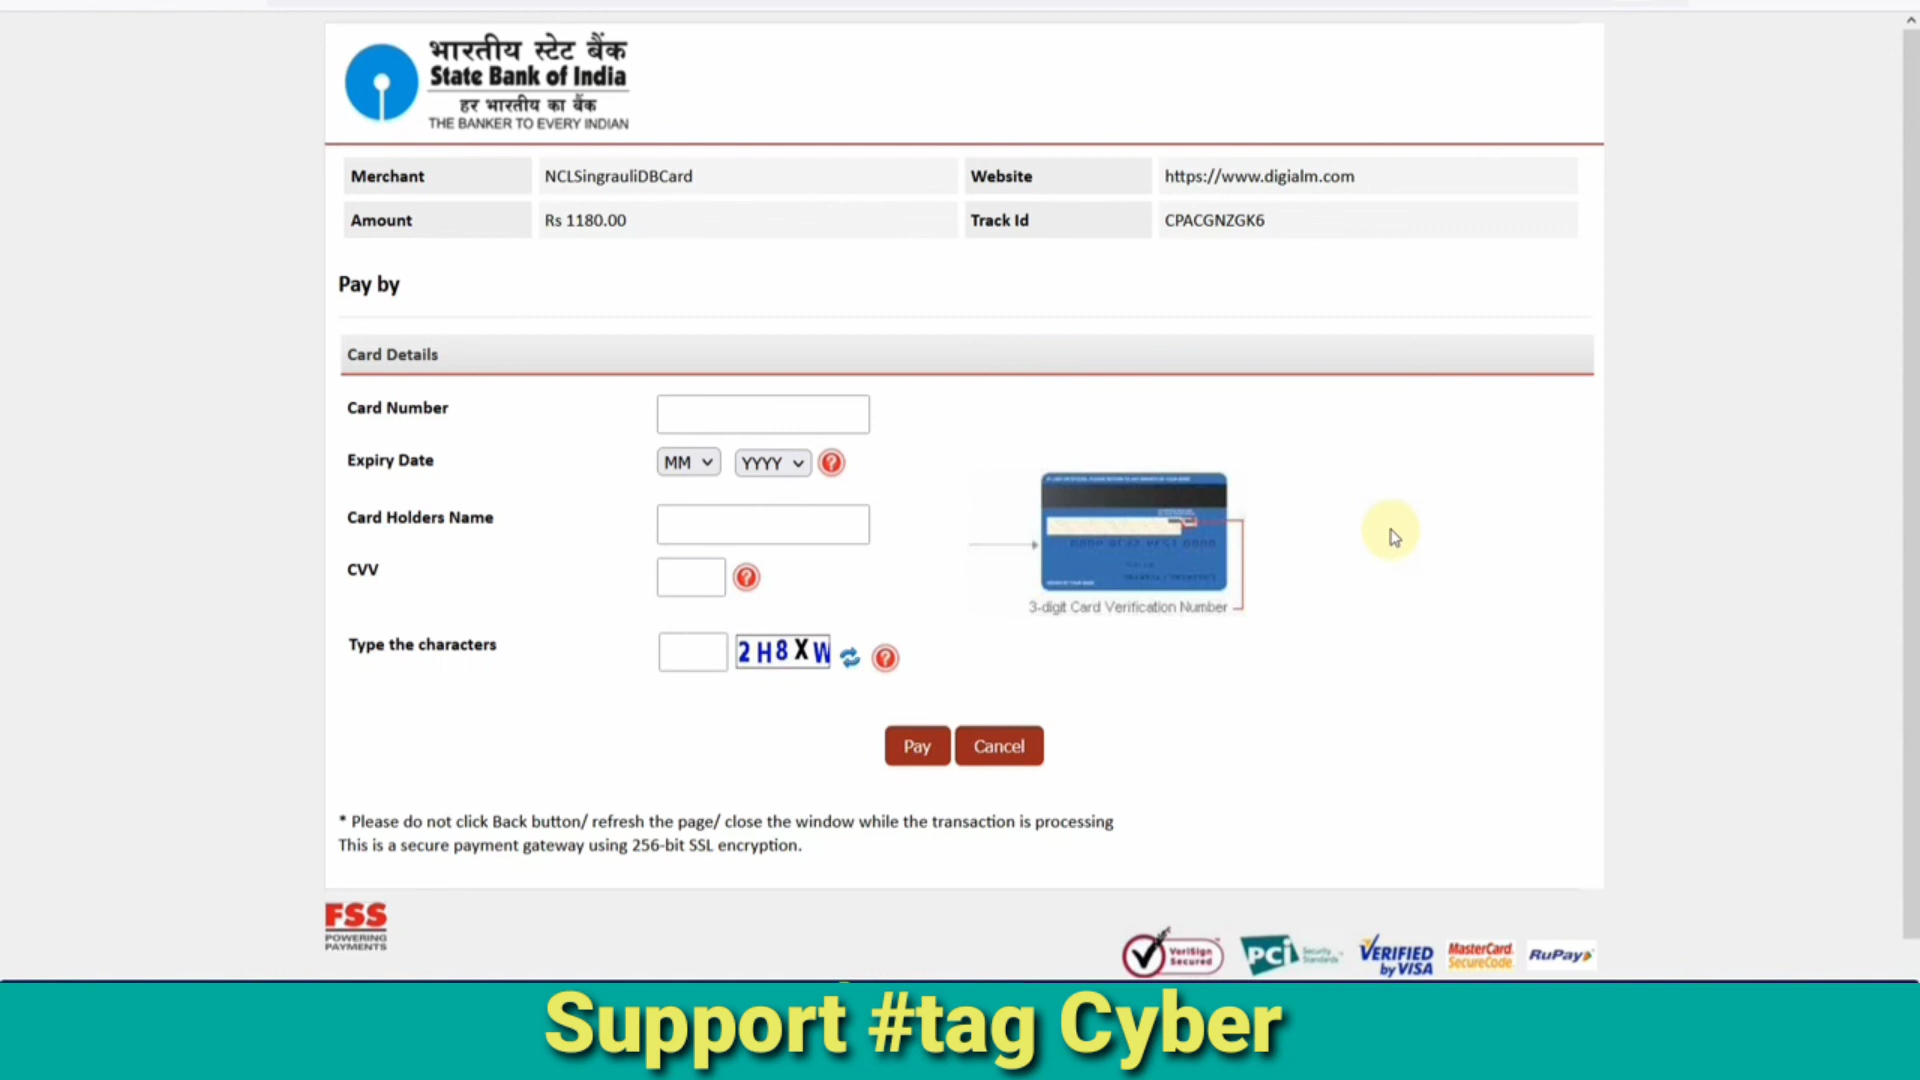 भारतीय स्टेट बैंक
State Bank of India
हर भारतीय का बैंक
THE BANKER TO EVERY INDIAN
Merchant NCLSingrauliDBCard Website https://www.digialm.com
Amount Rs 1180.00 Track Id CPACGNZGK6
Pay by
Card Details
Card Number
Expiry Date MM YYYY ?
Card Holders Name
CVV ?
3-digit Card Verification Number
Type the characters 2H8XW ?
Pay Cancel
* Please do not click Back button/ refresh the page/ close the window while the transaction is processing
This is a secure payment gateway using 256-bit SSL encryption.
FSS
POWERING
PAYMENTS
VeriSign
Secured
PCI Security
Standards
VERIFIED
by VISA
MasterCard.
SecureCode.
RuPay
Support #tag Cyber